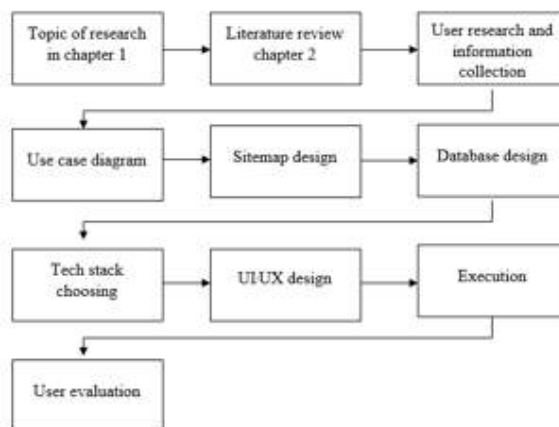 Topic of research
in chapter 1
Literature review
chapter 2
User research and
information
collection
Use case diagram
Sitemap design
Database design
Tech stack
choosing
UI/UX design
Execution
User evaluation